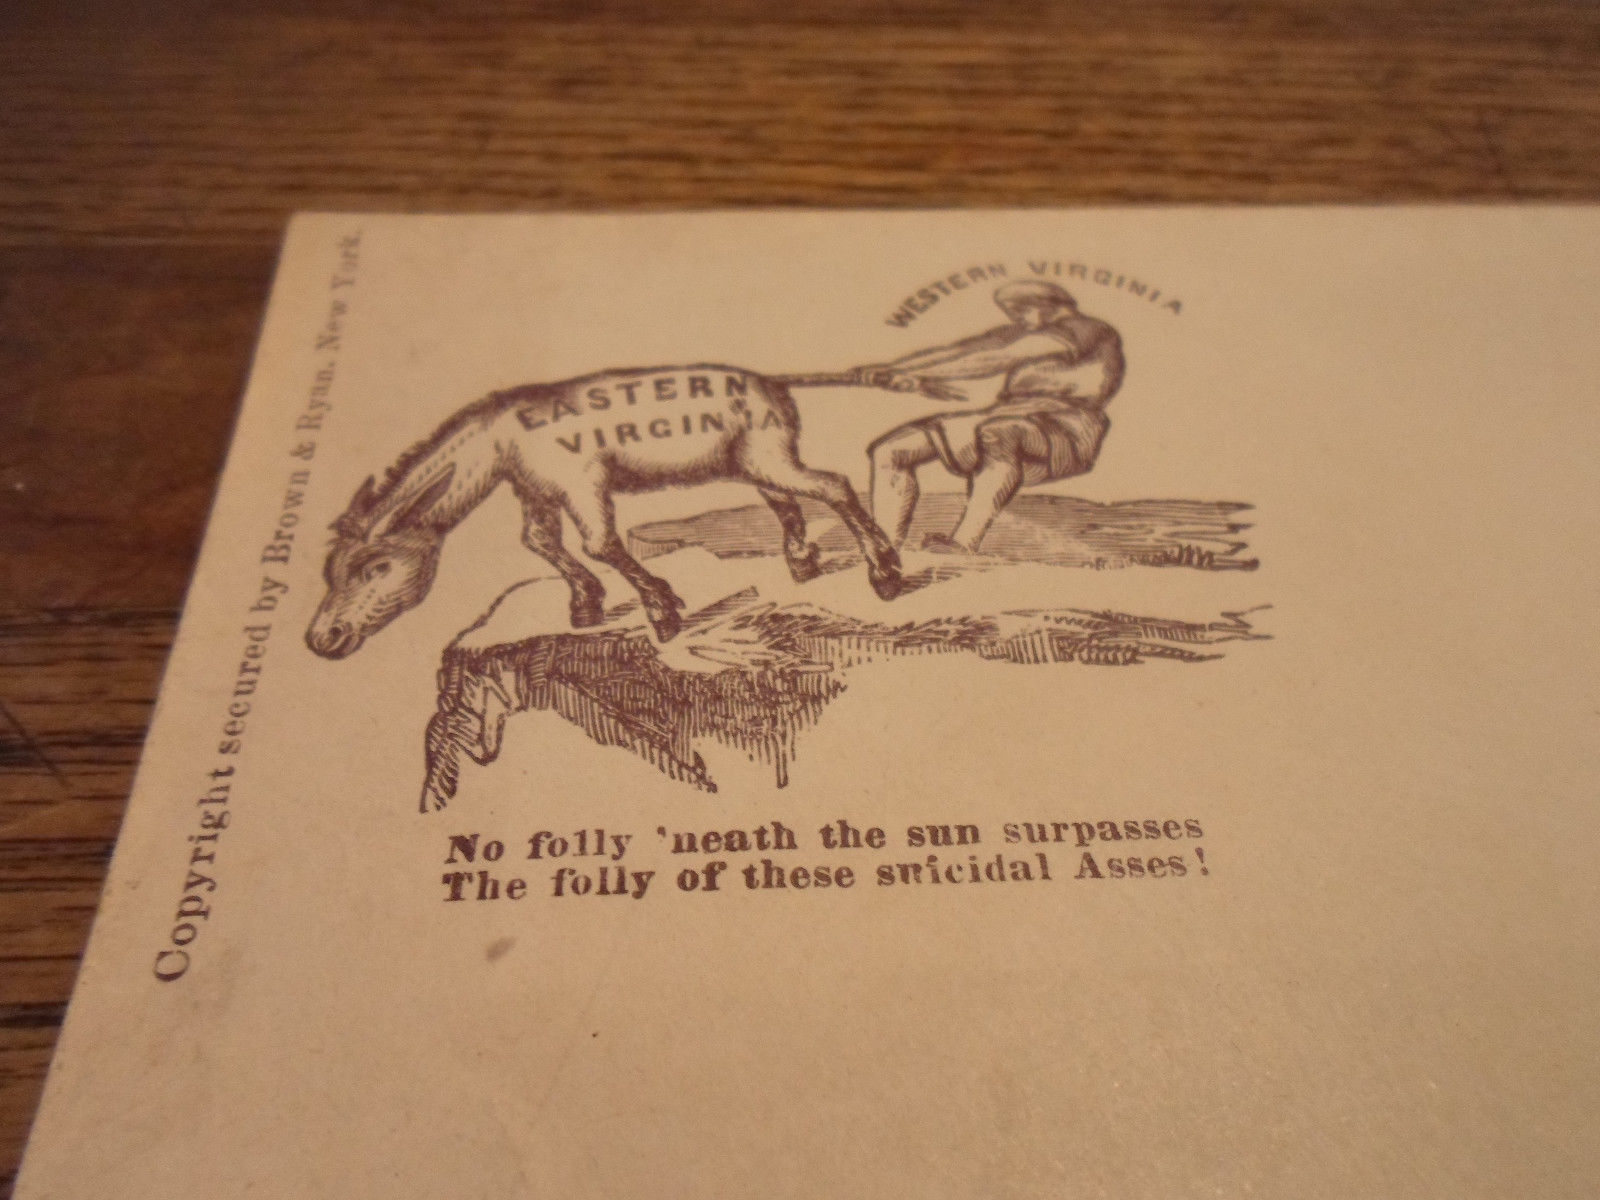 Copyright secured by Brown & Ryan. New York.
WESTERN VIRGINIA
EASTERN
VIRGINIA
No folly 'neath the sun surpasses
The folly of these suicidal Asses!